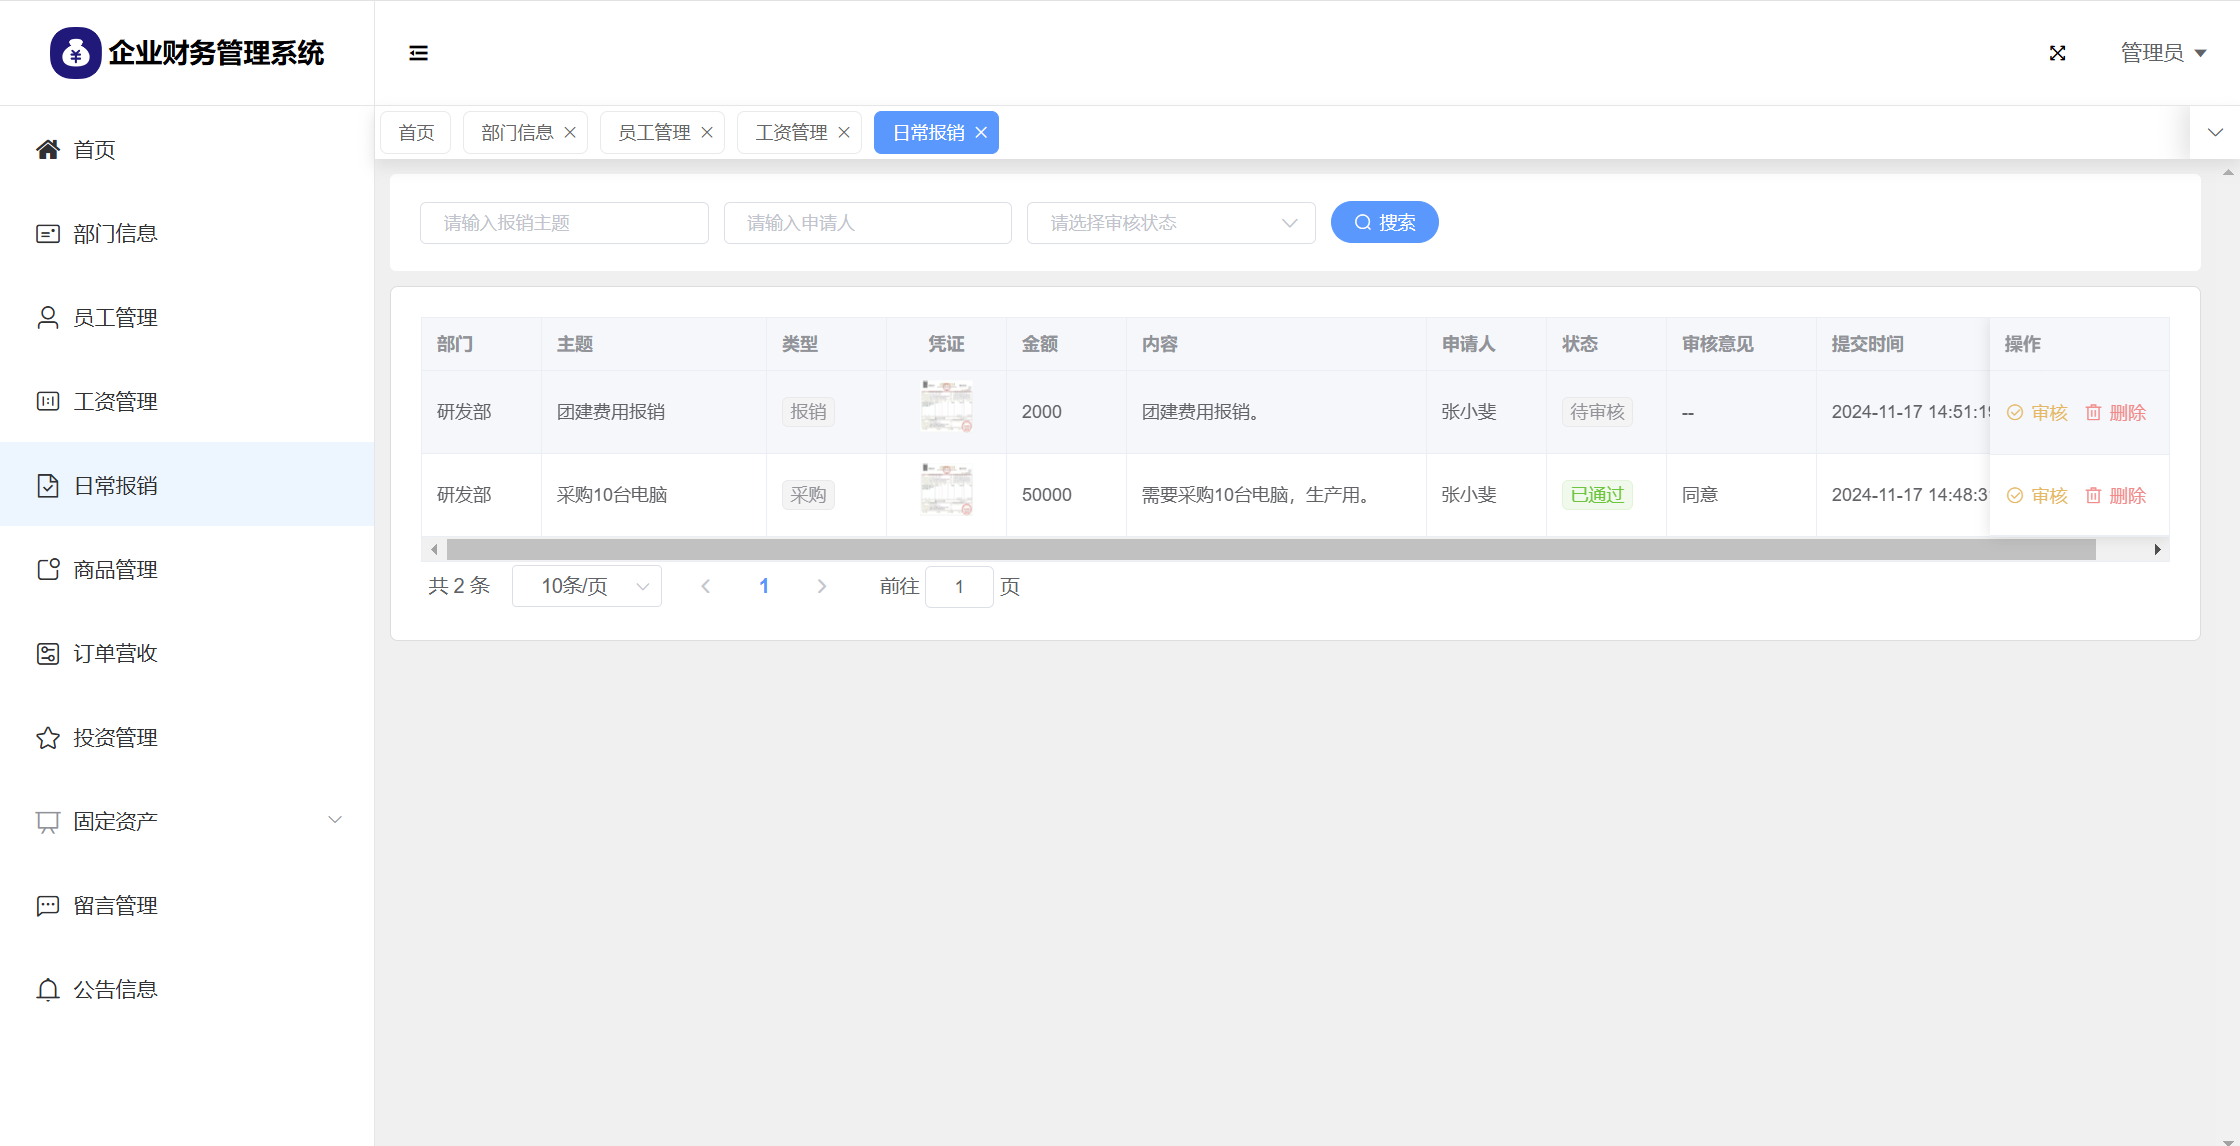 企业财务管理系统
管理员
首页
部门信息
员工管理
工资管理
日常报销
商品管理
订单营收
投资管理
固定资产
留言管理
公告信息
首页 部门信息 员工管理 工资管理 日常报销
请输入报销主题 请输入申请人 请选择审核状态 搜索
部门 主题 类型 凭证 金额 内容 申请人 状态 审核意见 提交时间 操作
研发部 团建费用报销 报销 2000 团建费用报销。 张小斐 待审核 -- 2024-11-17 14:51:1 审核 删除
研发部 采购10台电脑 采购 50000 需要采购10台电脑，生产用。 张小斐 已通过 同意 2024-11-17 14:48:3 审核 删除
共 2 条 10条/页 1 前往 1 页